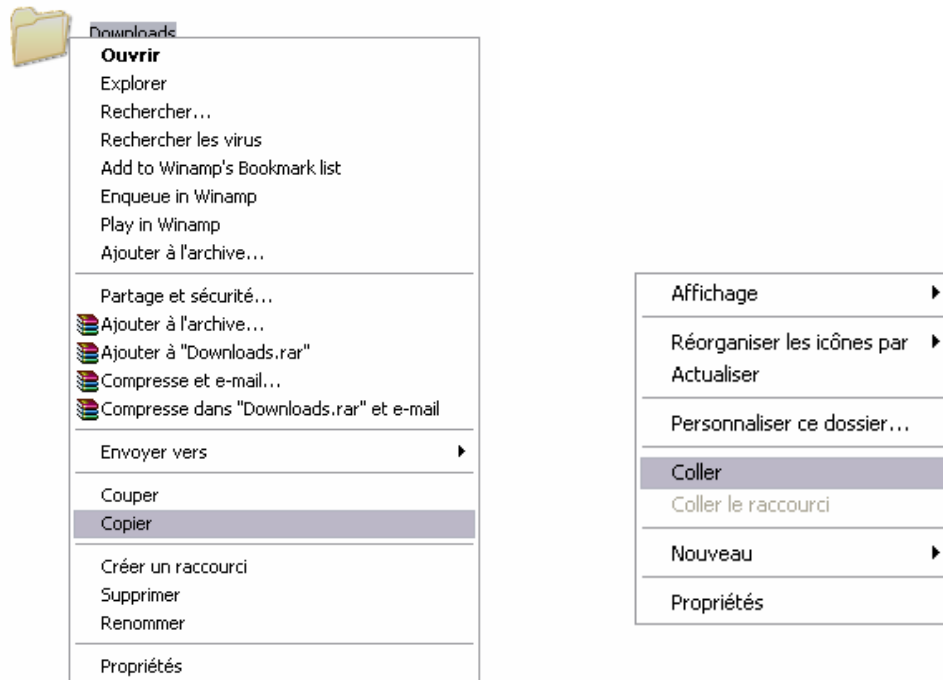 Downloads
Ouvrir
Explorer
Rechercher...
Rechercher les virus
Add to Winamp's Bookmark list
Enqueue in Winamp
Play in Winamp
Ajouter à l'archive...
Partage et sécurité...
Ajouter à l'archive...
Ajouter à "Downloads.rar"
Compresse et e-mail...
Compresse dans "Downloads.rar" et e-mail
Envoyer vers
Couper
Copier
Créer un raccourci
Supprimer
Renommer
Propriétés
Affichage
Réorganiser les icônes par
Actualiser
Personnaliser ce dossier...
Coller
Coller le raccourci
Nouveau
Propriétés